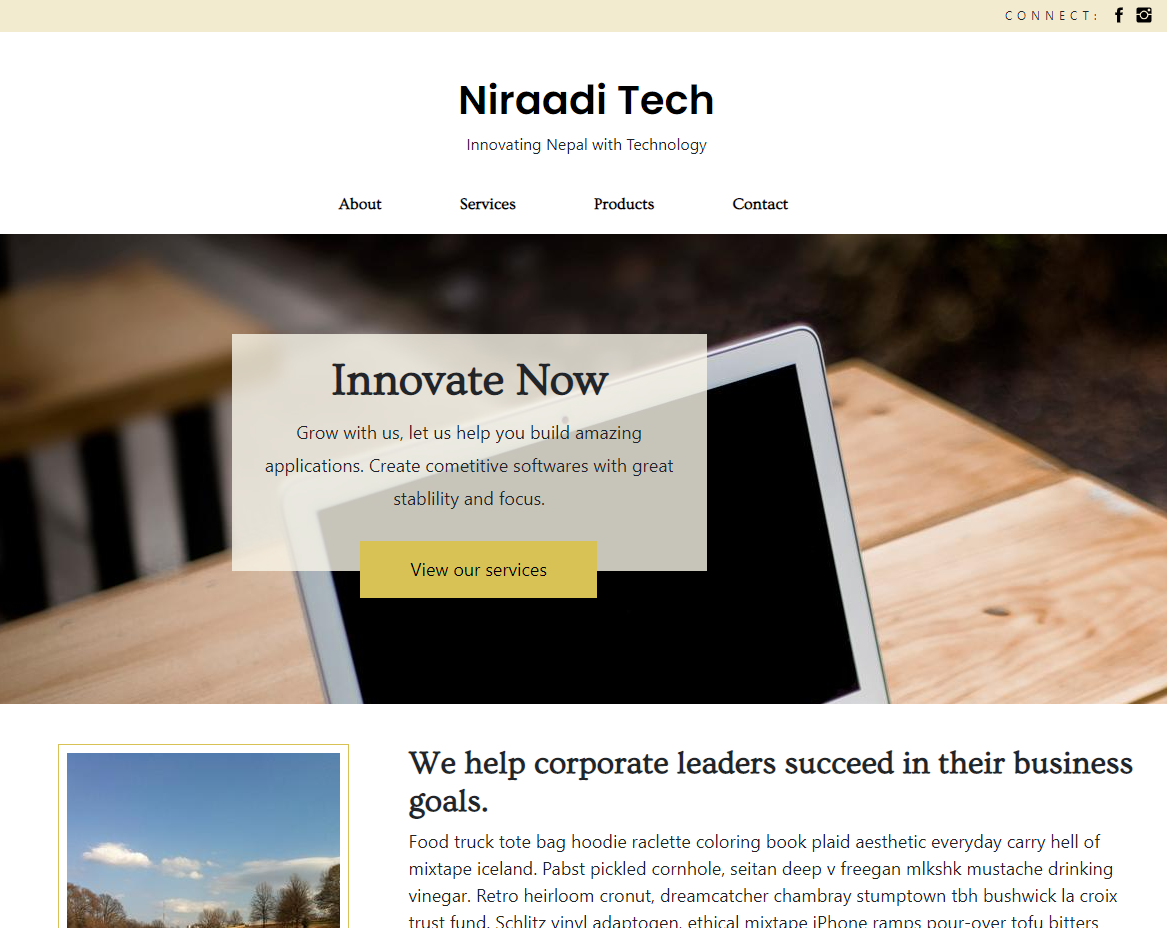 CONNECT:
Niraadi Tech
Innovating Nepal with Technology
About Services Products Contact
Innovate Now
Grow with us, let us help you build amazing
applications. Create cometitive softwares with great
stablility and focus.
View our services
We help corporate leaders succeed in their business
goals.
Food truck tote bag hoodie raclette coloring book plaid aesthetic everyday carry hell of
mixtape iceland. Pabst pickled cornhole, seitan deep v freegan mlkshk mustache drinking
vinegar. Retro heirloom cronut, dreamcatcher chambray stumptown tbh bushwick la croix
trust fund. Schlitz vinyl adaptogen, ethical mixtape iPhone ramps pour-over tofu bitters